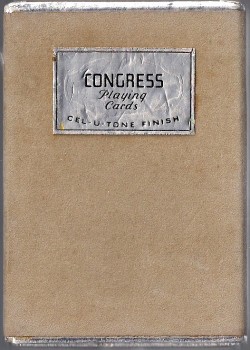 CONGRESS
Playing
Cards
CEL-U-TONE FINISH